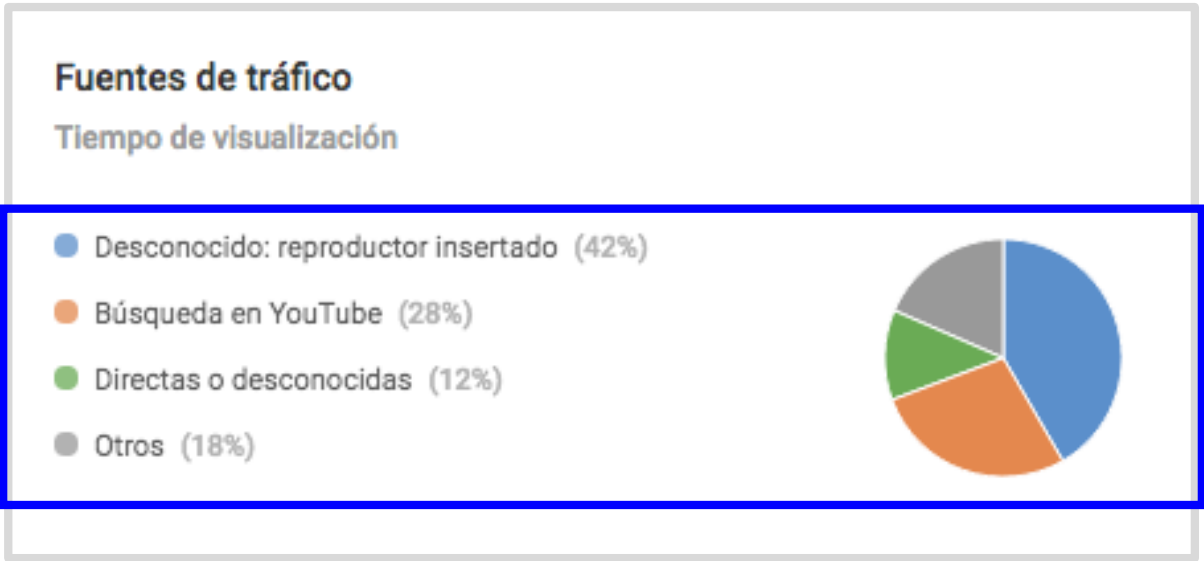 Fuentes de tráfico
Tiempo de visualización
Desconocido: reproductor insertado (42%)
Búsqueda en YouTube (28%)
Directas o desconocidas (12%)
Otros (18%)